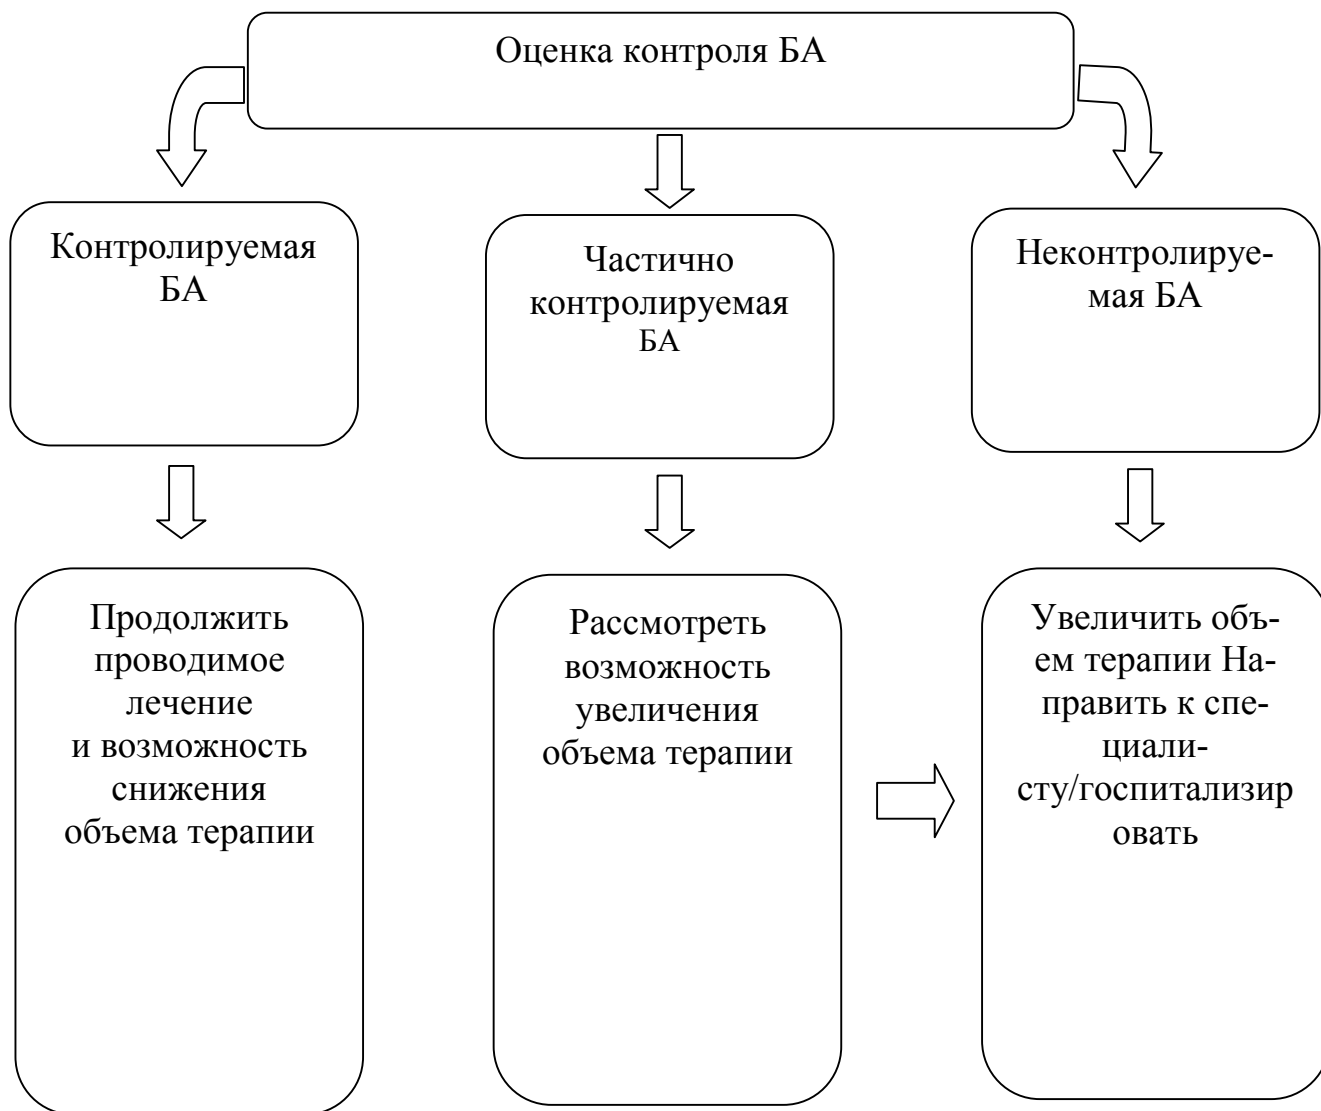 Оценка контроля БА
Контролируемая
БА
Частично
контролируемая
БА
Неконтролируе-
мая БА
Продолжить
проводимое
лечение
и возможность
снижения
объема терапии
Рассмотреть
возможность
увеличения
объема терапии
Увеличить объ-
ем терапии На-
править к спе-
циали-
сту/госпитализир
овать